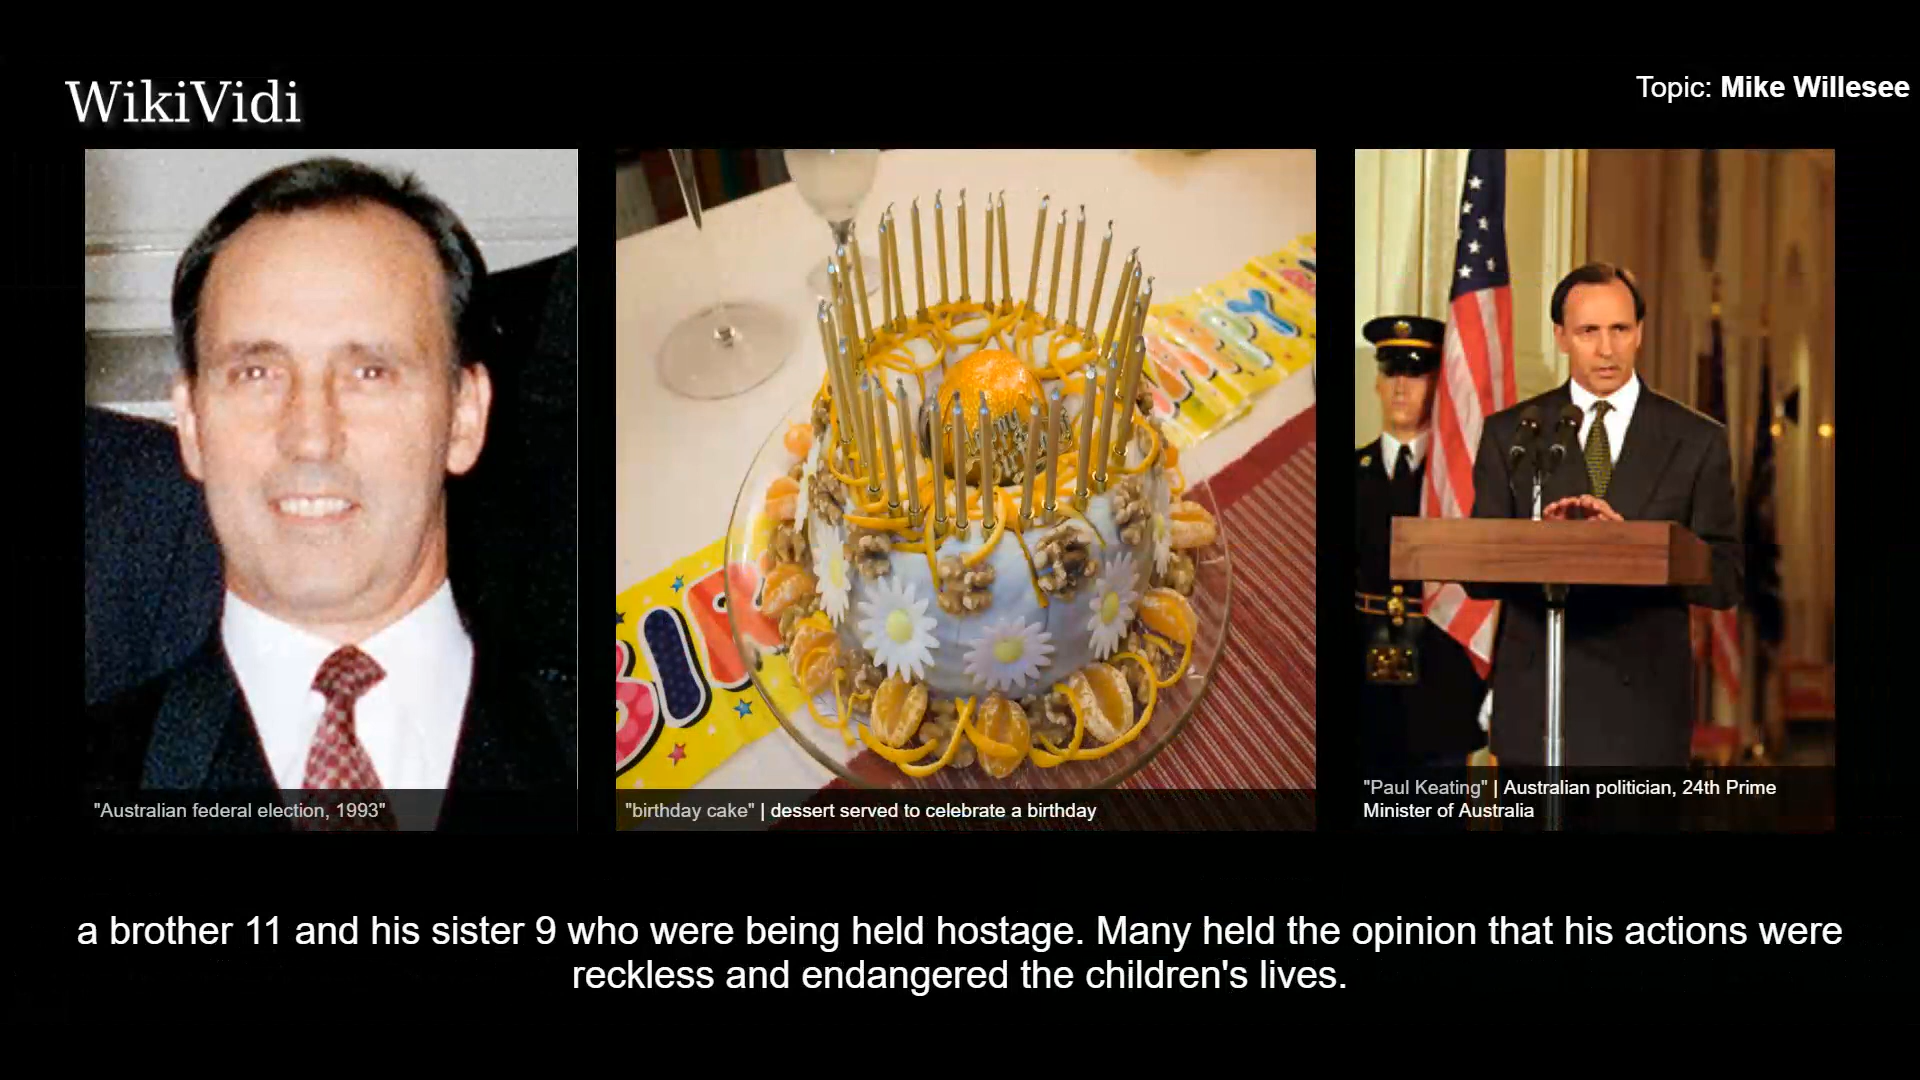 WikiVidi
Topic: Mike Willesee
BIR
"Australian federal election, 1993"
"birthday cake" | dessert served to celebrate a birthday
"Paul Keating" | Australian politician, 24th Prime
Minister of Australia
a brother 11 and his sister 9 who were being held hostage. Many held the opinion that his actions were
reckless and endangered the children's lives.